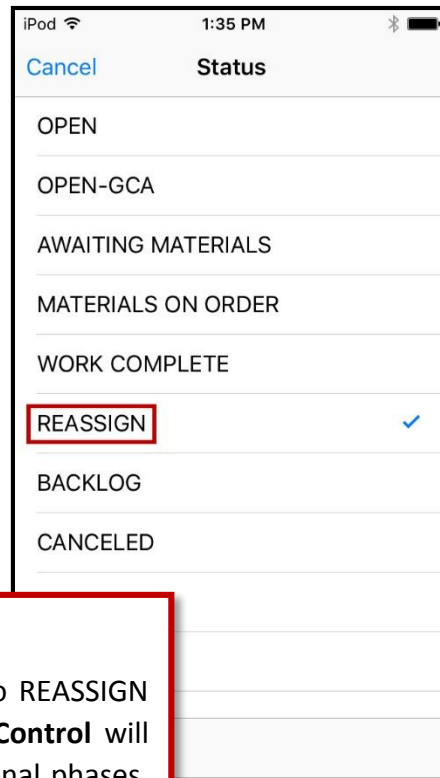 iPod 1:35 PM
Cancel Status
OPEN
OPEN-GCA
AWAITING MATERIALS
MATERIALS ON ORDER
WORK COMPLETE
REASSIGN
BACKLOG
CANCELED
REASSIGN
Control will
phases.